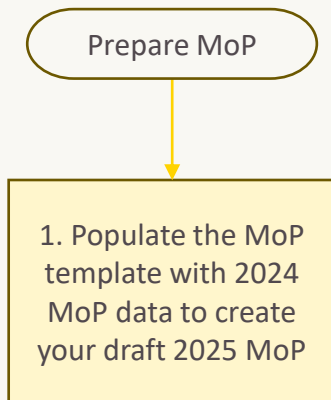 Prepare MoP
1. Populate the MoP
template with 2024
MoP data to create
your draft 2025 MoP